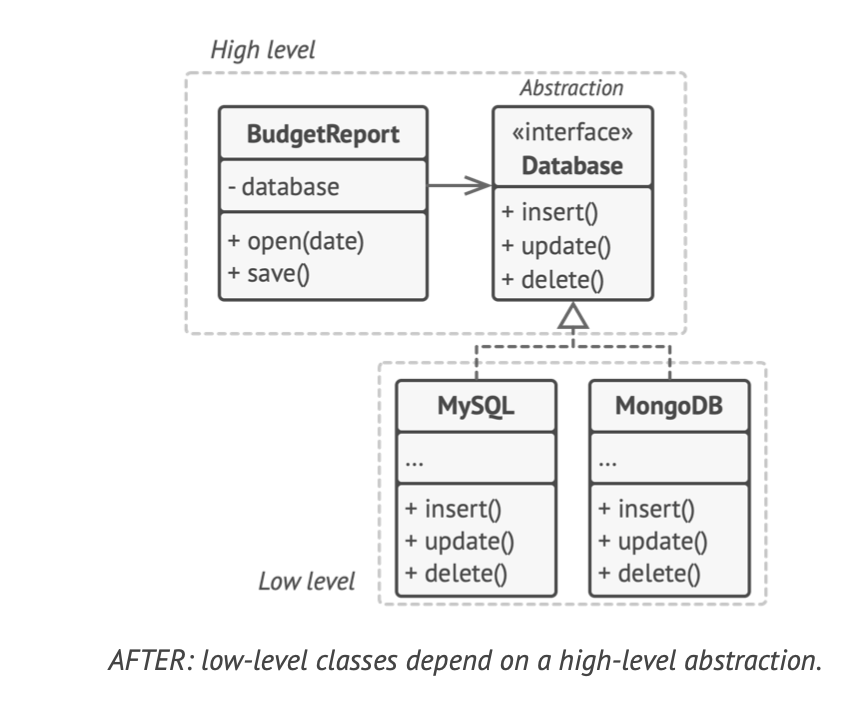 High level
Abstraction
BudgetReport
- database
+ open(date)
+ save()
«interface»
Database
+ insert()
+ update()
+ delete()
MySQL
...
+ insert()
+ update()
+ delete()
MongoDB
...
+ insert()
+ update()
+ delete()
Low level
AFTER: low-level classes depend on a high-level abstraction.